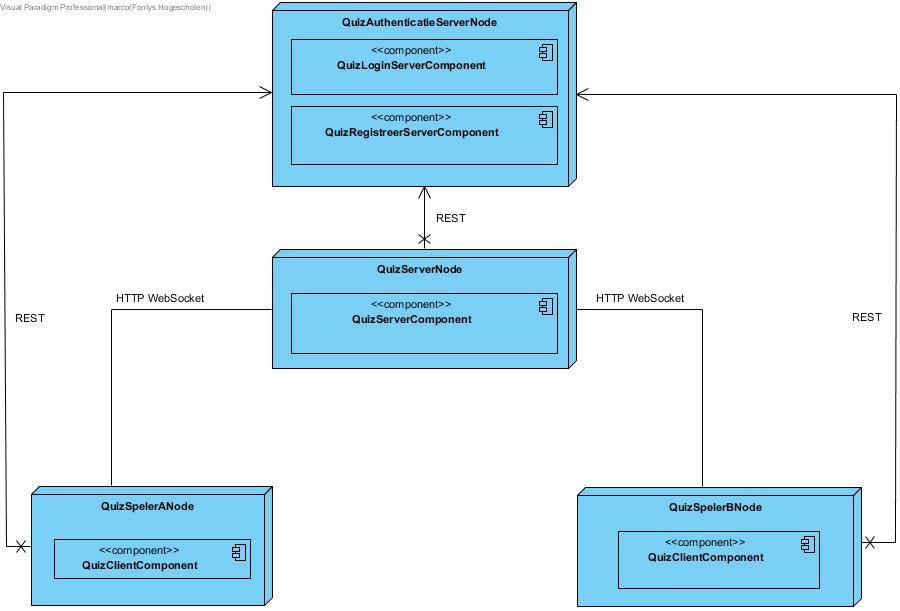 Visual Paradigm Professional(marco(Fontys Hogescholen))
QuizAuthenticatieServerNode
<<component>>
QuizLoginServerComponent
<<component>>
QuizRegistreerServerComponent
REST
QuizServerNode
<<component>>
QuizServerComponent
HTTP WebSocket
HTTP WebSocket
REST
REST
QuizSpelerANode
<<component>>
QuizClientComponent
QuizSpelerBNode
<<component>>
QuizClientComponent